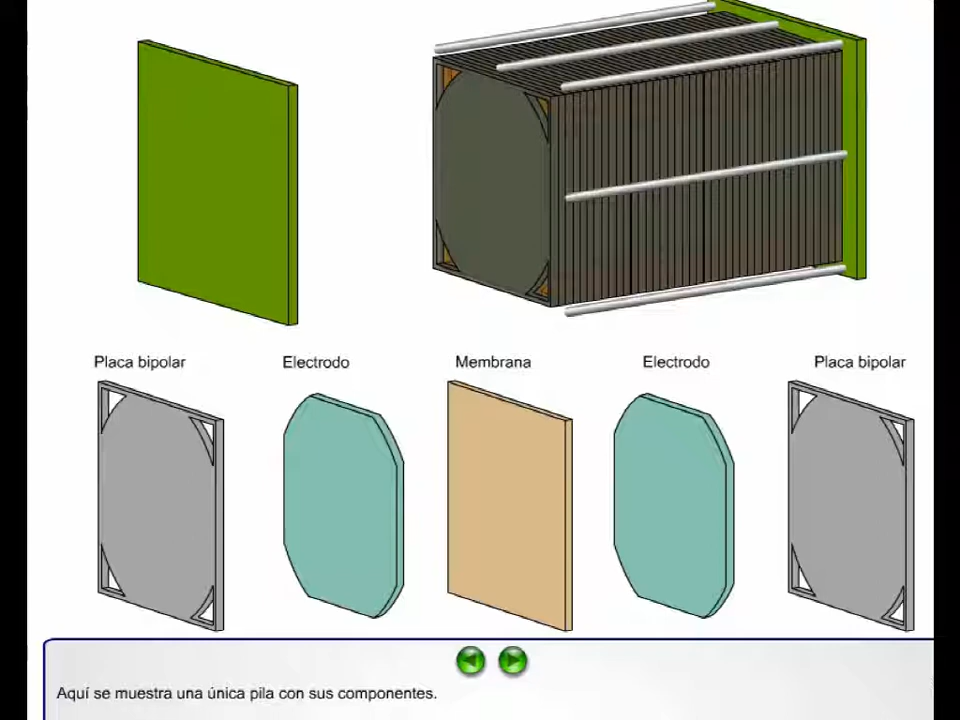 Placa bipolar Electrodo Membrana Electrodo Placa bipolar
Aquí se muestra una única pila con sus componentes.